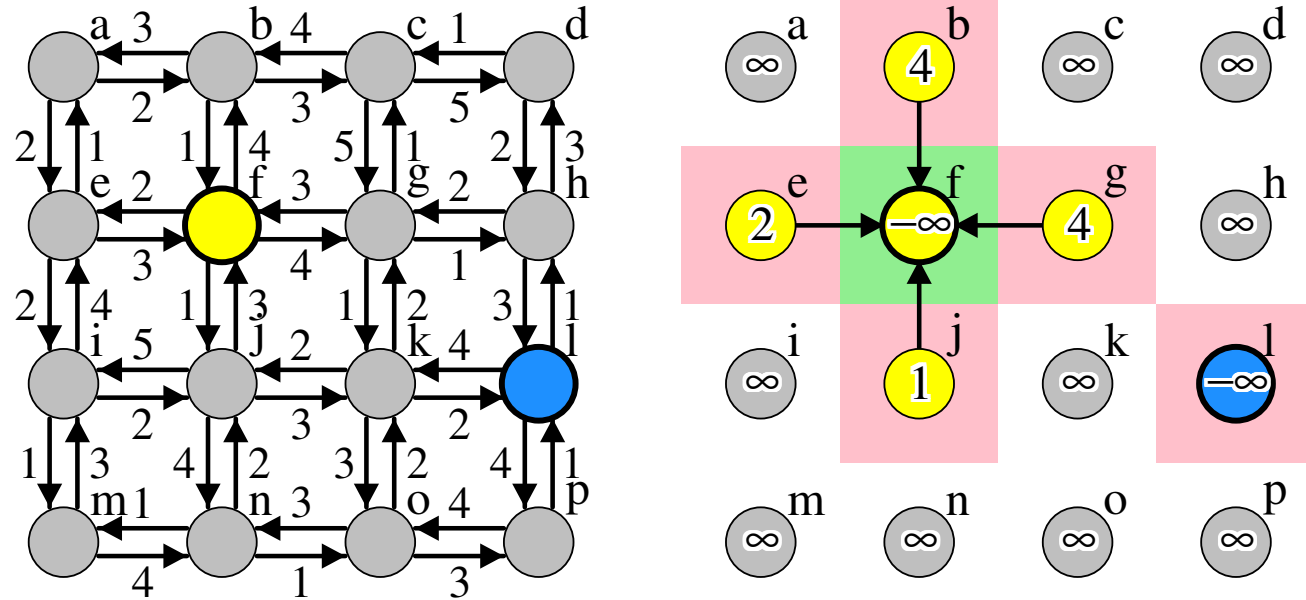 a 3 b 4 c 1 d a b c d
∞ 4 ∞ ∞
2 3 5
2 1 1 4 5 1 2 3
e 2 f 3 g 2 h e f g h
2 −∞ 4 ∞
3 4 1
2 4 1 3 1 2 3 1
i 5 j 2 k 4 l i j k l
∞ 1 ∞ −∞
2 3 2
1 3 4 2 3 2 4 1
m 1 n 3 o 4 p m n o p
∞ ∞ ∞ ∞
4 1 3